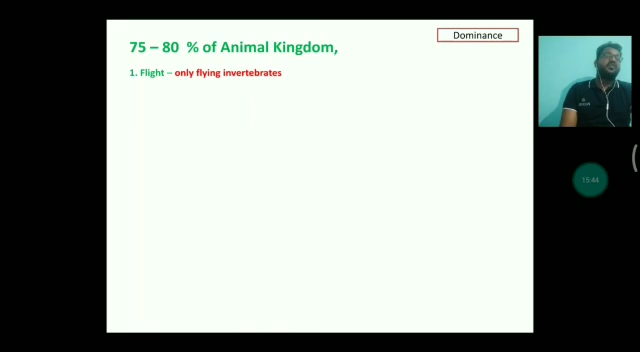 Dominance
75 – 80 % of Animal Kingdom,
1. Flight – only flying invertebrates
15:44